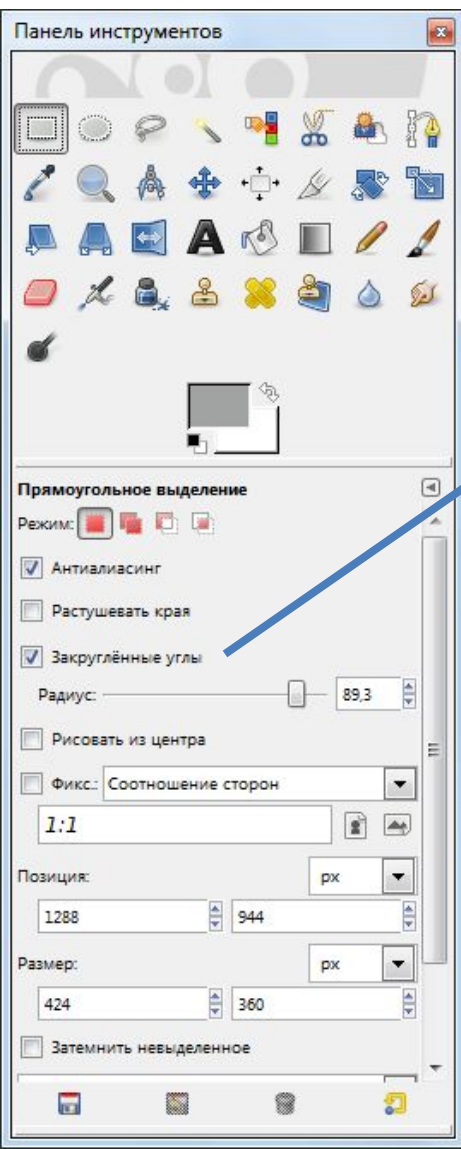 Панель инструментов
Прямоугольное выделение
Режим:
Антиалиасинг
Растушевать края
Закруглённые углы
Радиус: 89,3
Рисовать из центра
Фикс.: Соотношение сторон
1:1
Позиция: px
1288 944
Размер: px
424 360
Затемнить невыделенное